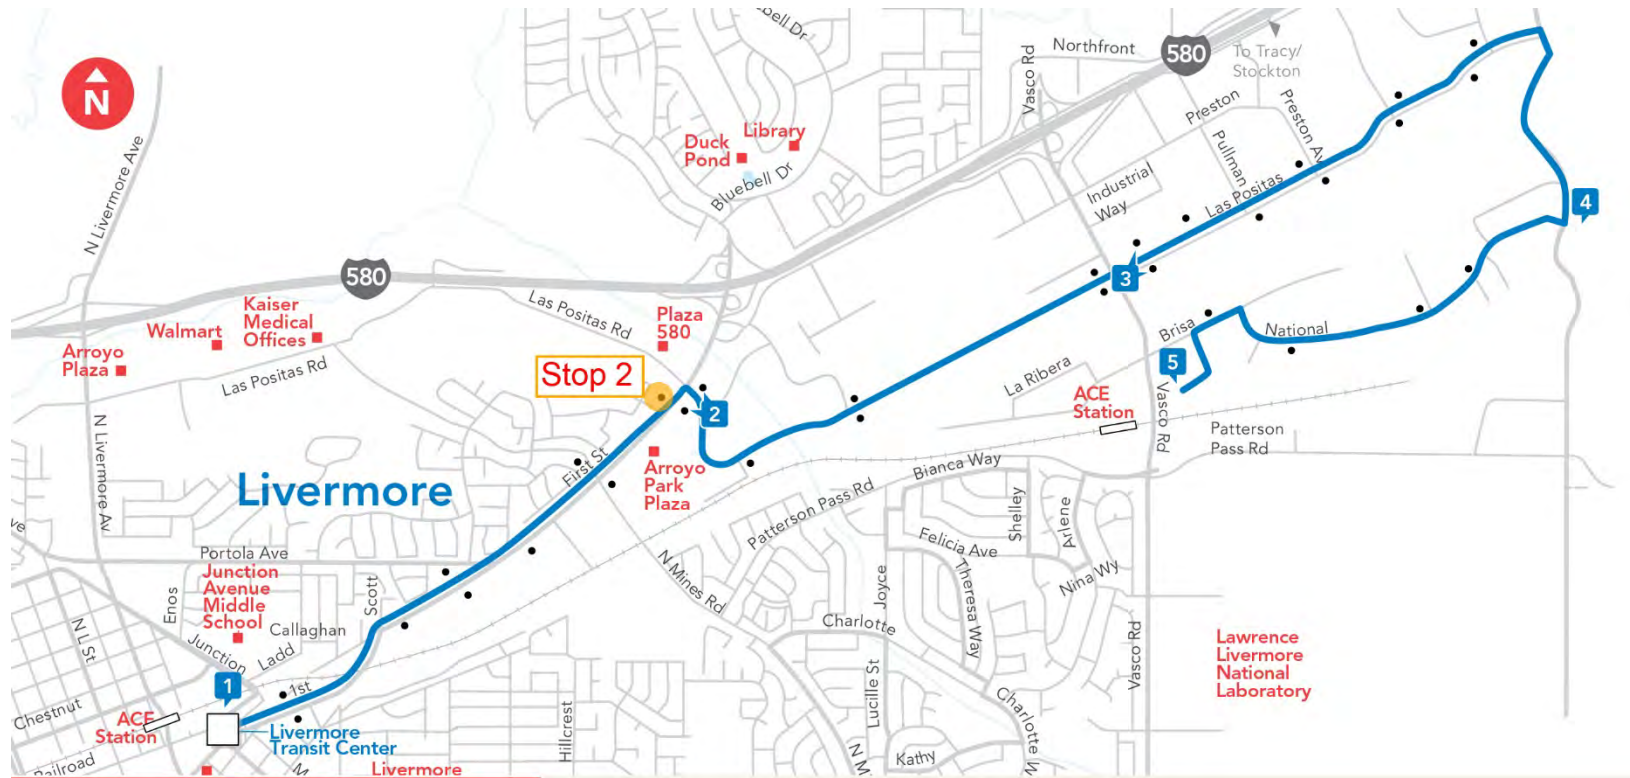 N
580
To Tracy/
Stockton
Northfront
Vasco Rd
Preston
Preston Av
Pullman
Industrial
Way
Las Positas
Duck
Pond
Library
Bluebell Dr
N Livermore Ave
580
Las Positas Rd
Plaza
580
Kaiser
Medical
Offices
Walmart
Arroyo
Plaza
Las Positas Rd
Stop 2
2
3
4
5
Brisa
National
La Ribera
ACE
Station
Vasco Rd
Patterson
Pass Rd
N Livermore Av
Livermore
First St
Arroyo
Park
Plaza
Bianca Way
Patterson Pass Rd
Shelley
Arlene
Felicia Ave
Theresa Way
Nina Wy
Joyce
N Mines Rd
Charlotte
Portola Ave
Junction
Avenue
Middle
School
Enos
Scott
Callaghan
Ladd
Junction
N L St
1
1st
Chestnut
ACE
Station
Railroad
Livermore
Transit Center
Livermore
Hillcrest
Lucille St
Kathy
N M
Charlotte W
Vasco Rd
Lawrence
Livermore
National
Laboratory